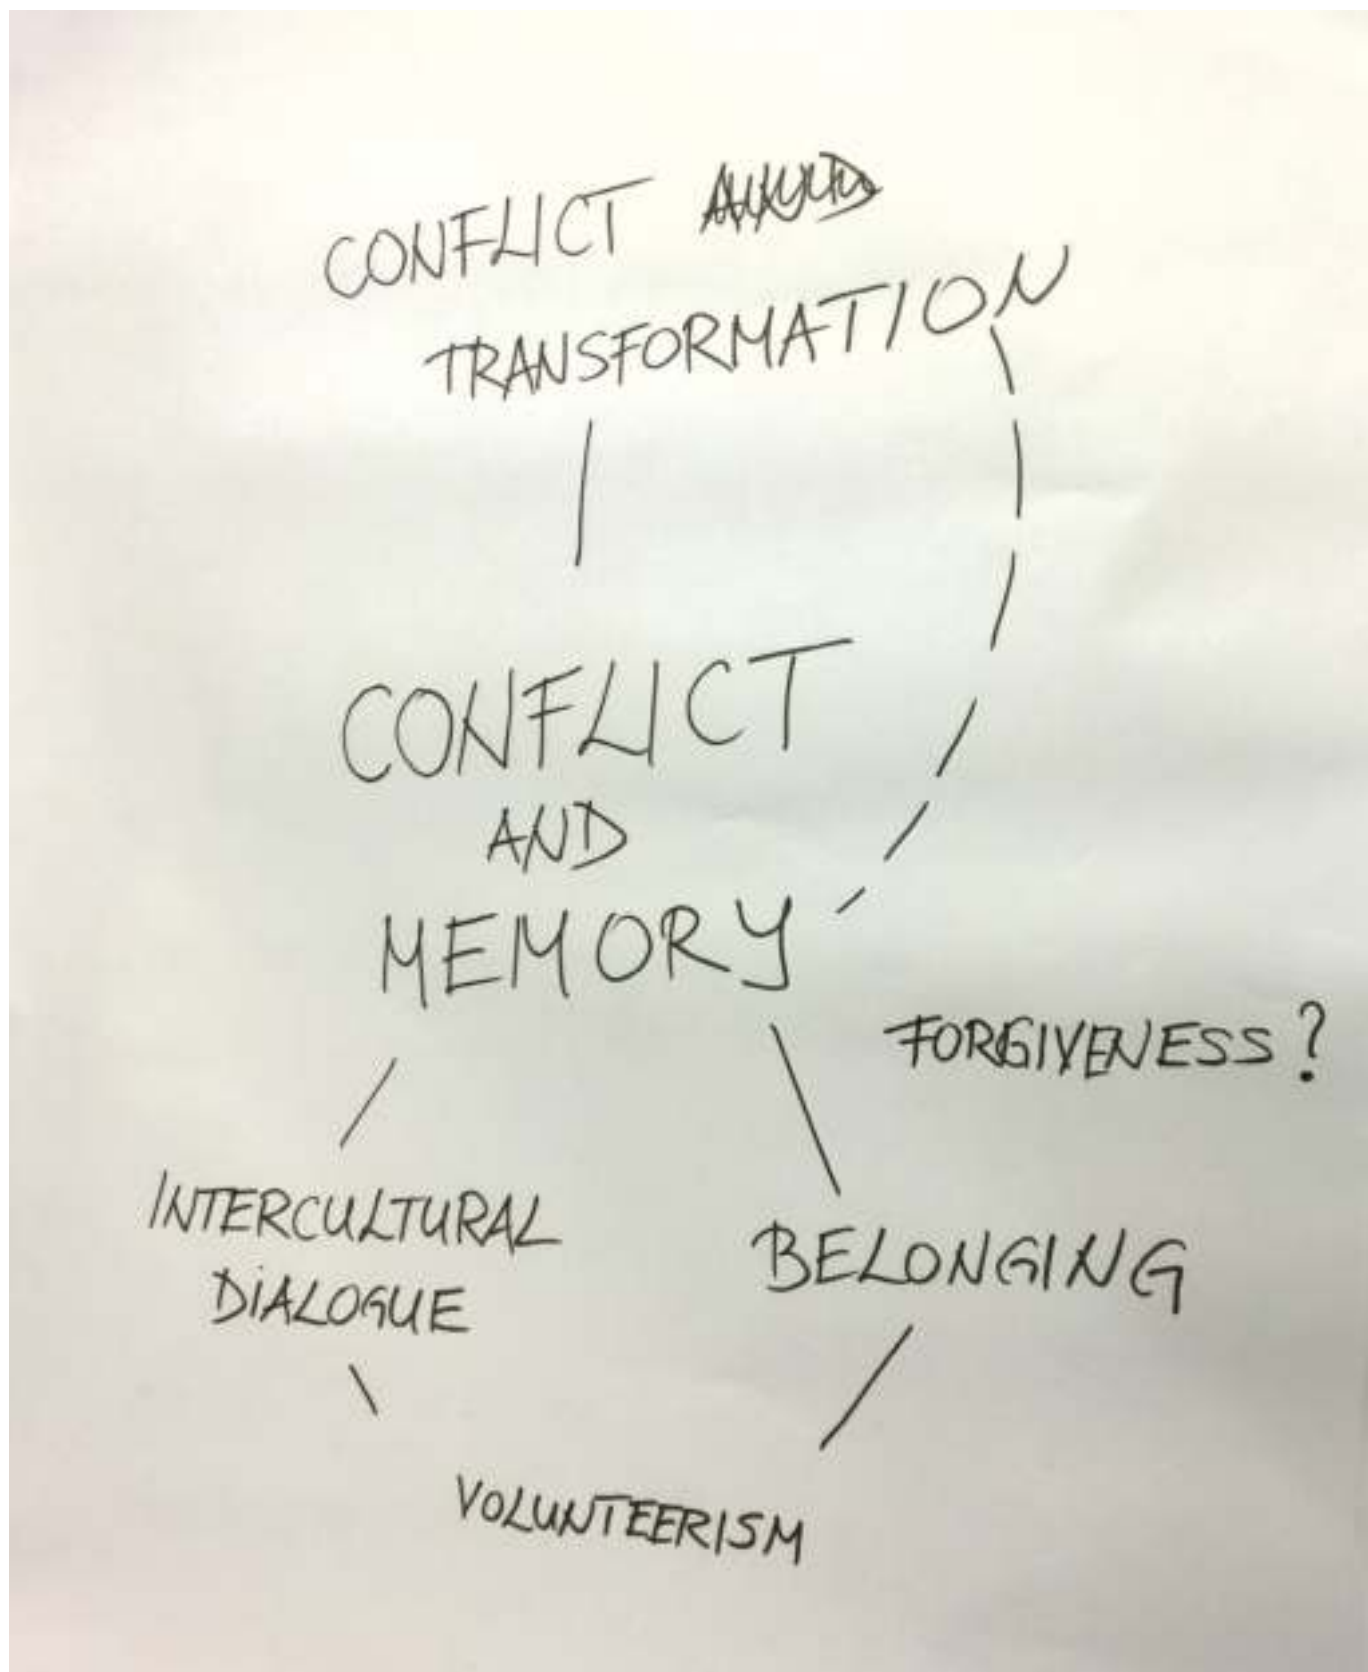 CONFLICT
TRANSFORMATION
CONFLICT
AND
MEMORY
FORGIVENESS?
INTERCULTURAL
DIALOGUE
BELONGING
VOLUNTEERISM